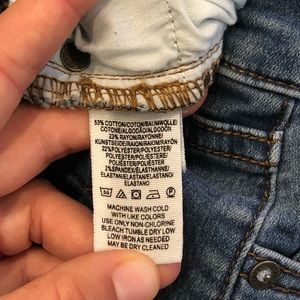 53% COTTON/COTON/BAUMWOLLE/
COTONE/ALGODÃO/ALGODÓN
23% RAYON/RAYONNE/
KUNSTSEIDE/RAION/RAYON/RAYÓN
22%POLYESTER/POLYESTER/
POLYESTER/POLIESTERE/
POLIÉSTER/POLIÉSTER
2%SPANDEX/ELASTHANNE/
ELASTAN/ELASTAN/ELASTANO/
ELASTANO
30
MACHINE WASH COLD
WITH LIKE COLORS
USE ONLY NON-CHLORINE
BLEACH TUMBLE DRY LOW
LOW IRON AS NEEDED
MAY BE DRY CLEANED